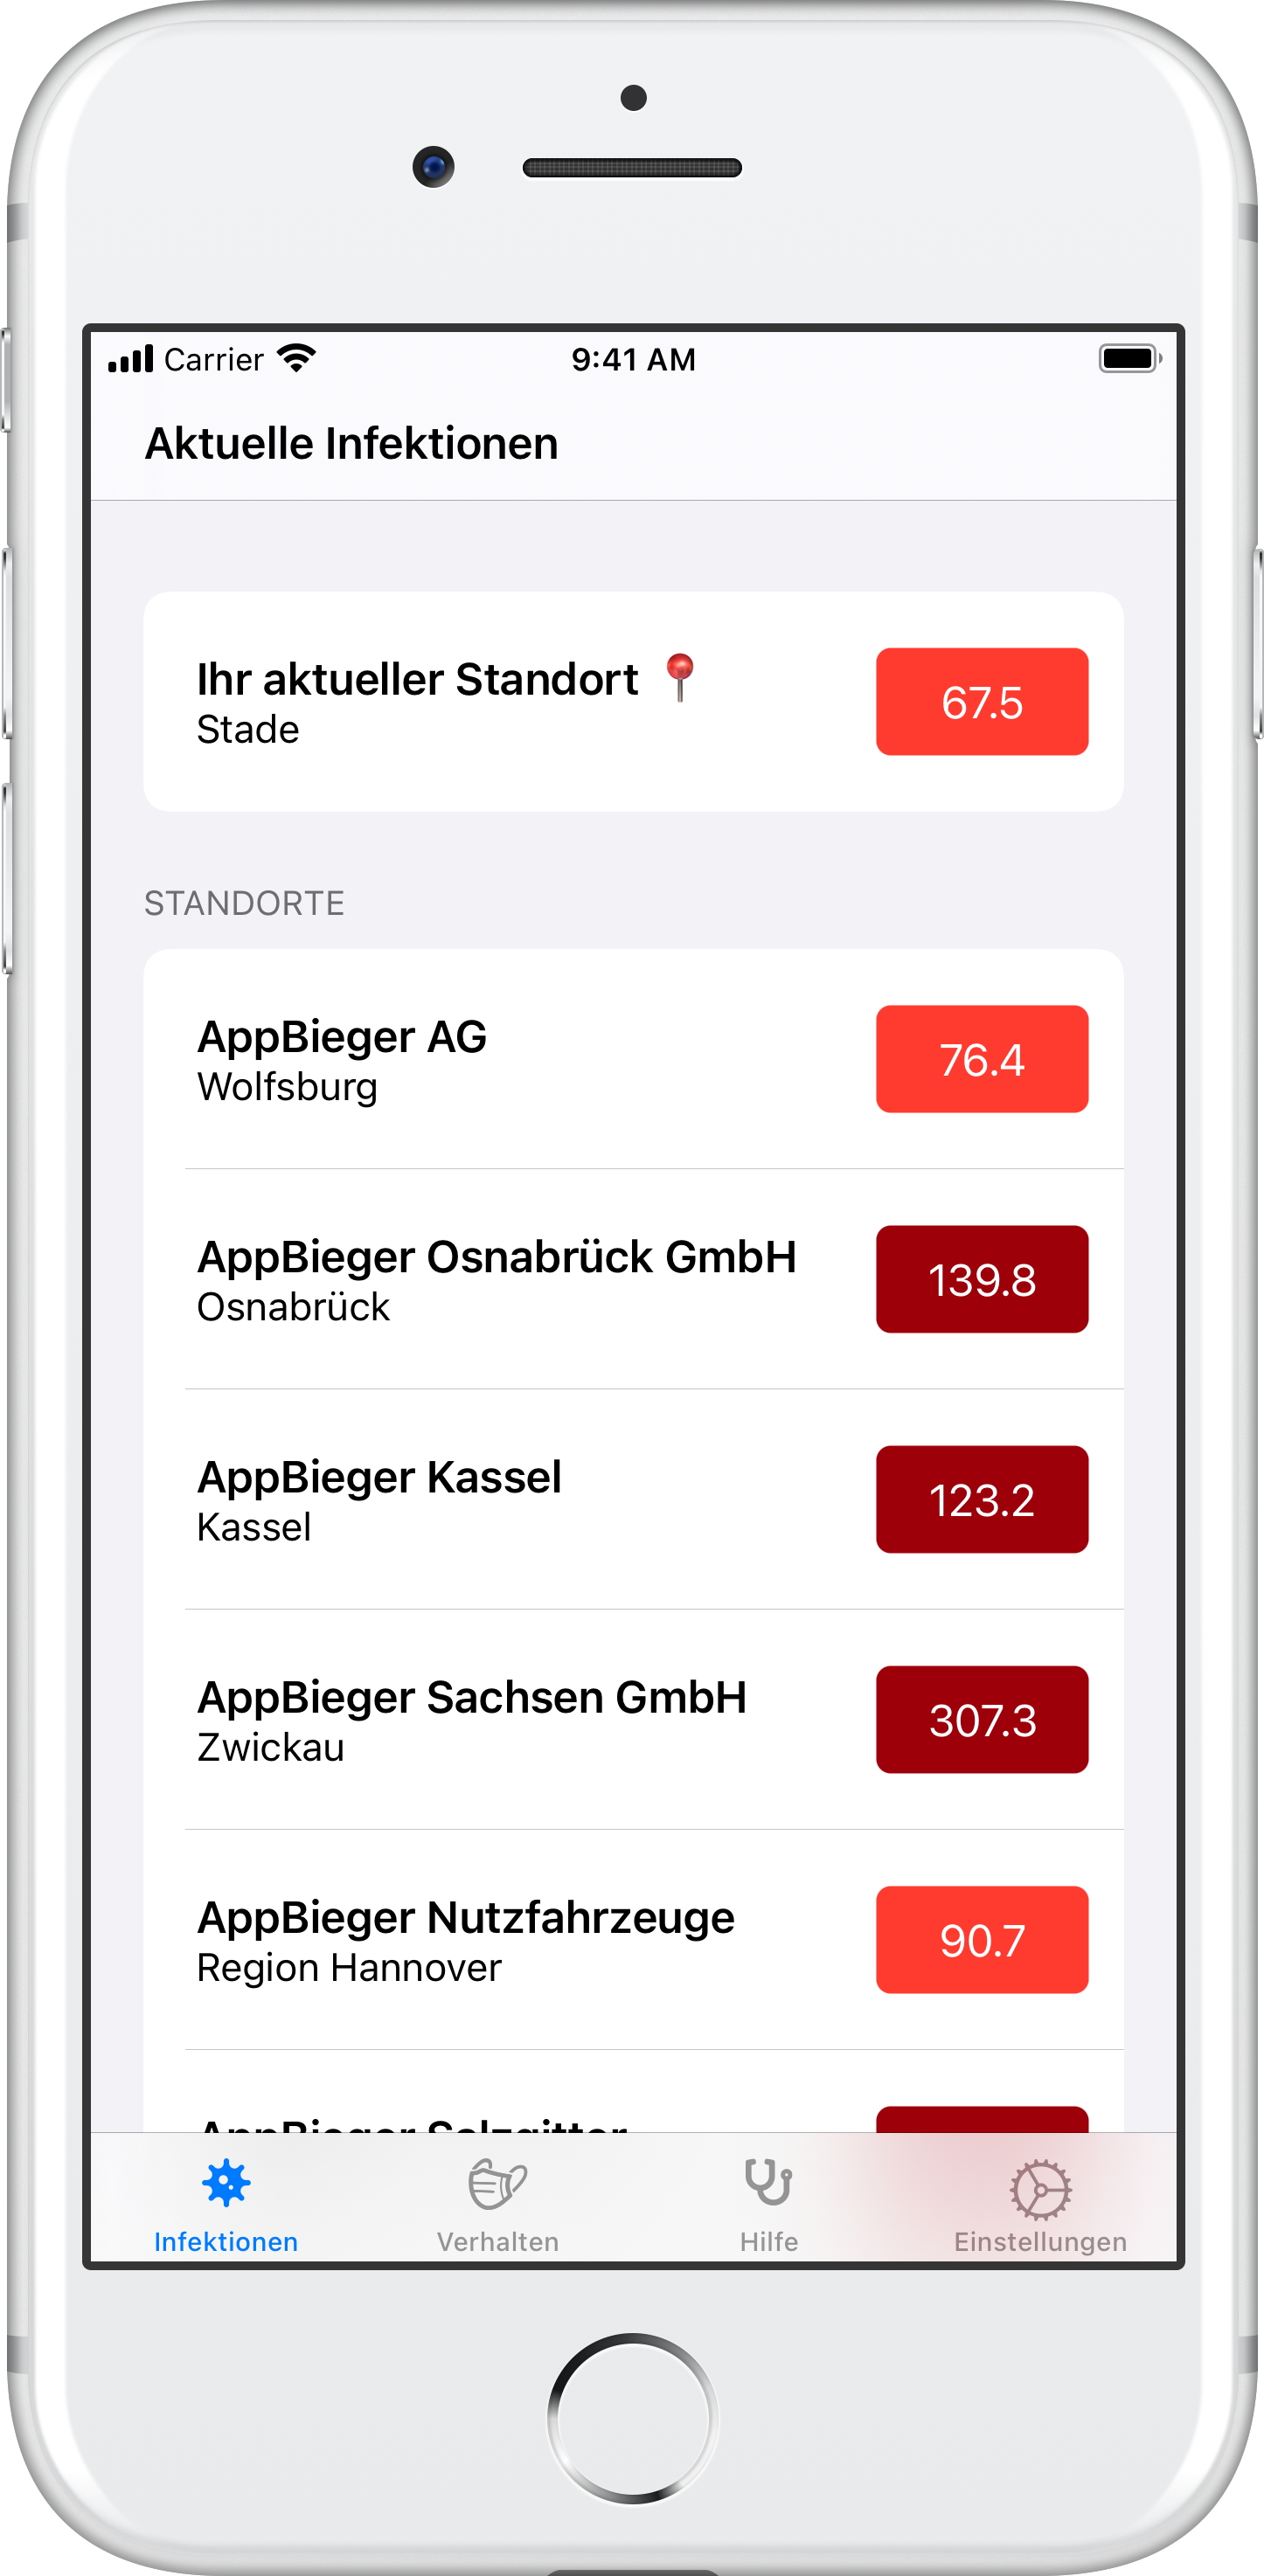 Carrier 9:41 AM
Aktuelle Infektionen
Ihr aktueller Standort
Stade
67.5
STANDORTE
AppBieger AG
Wolfsburg
76.4
AppBieger Osnabrück GmbH
Osnabrück
139.8
AppBieger Kassel
Kassel
123.2
AppBieger Sachsen GmbH
Zwickau
307.3
AppBieger Nutzfahrzeuge
Region Hannover
90.7
AppBieger Salzgitter
Infektionen Verhalten Hilfe Einstellungen